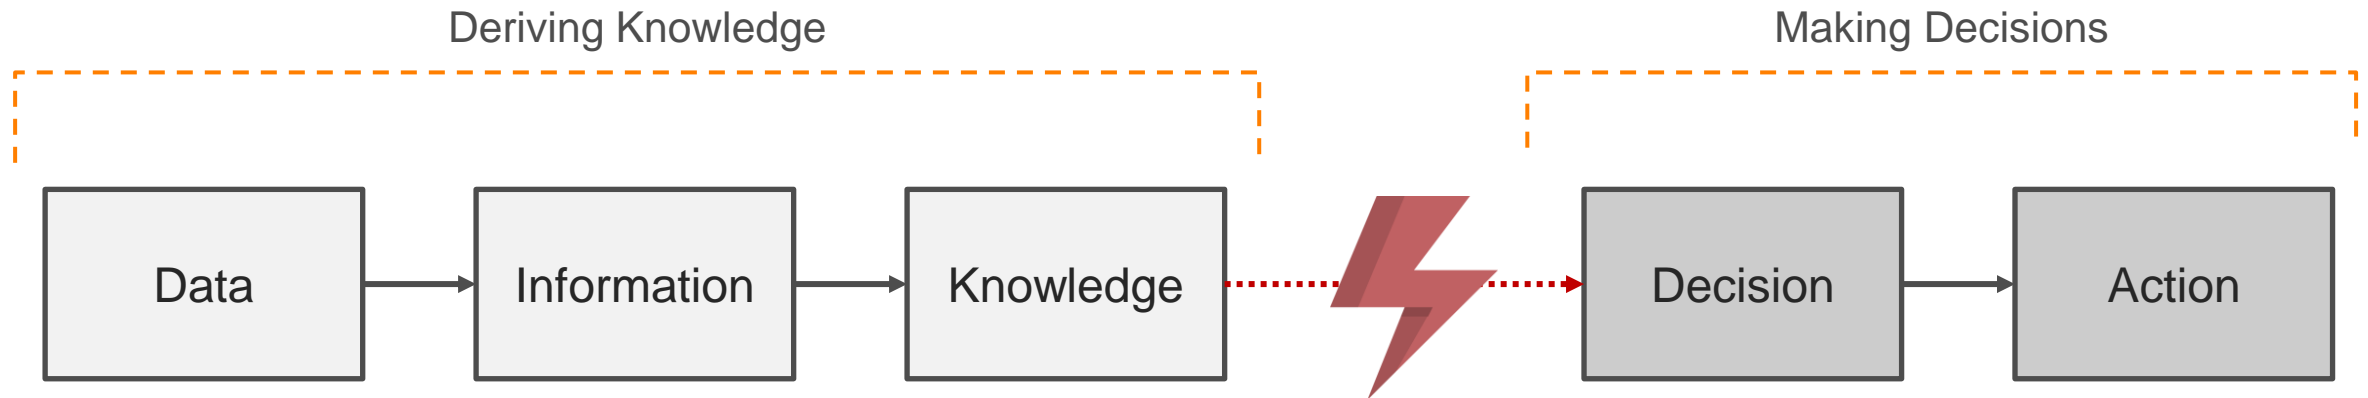 Deriving Knowledge
Making Decisions
Data
Information
Knowledge
Decision
Action